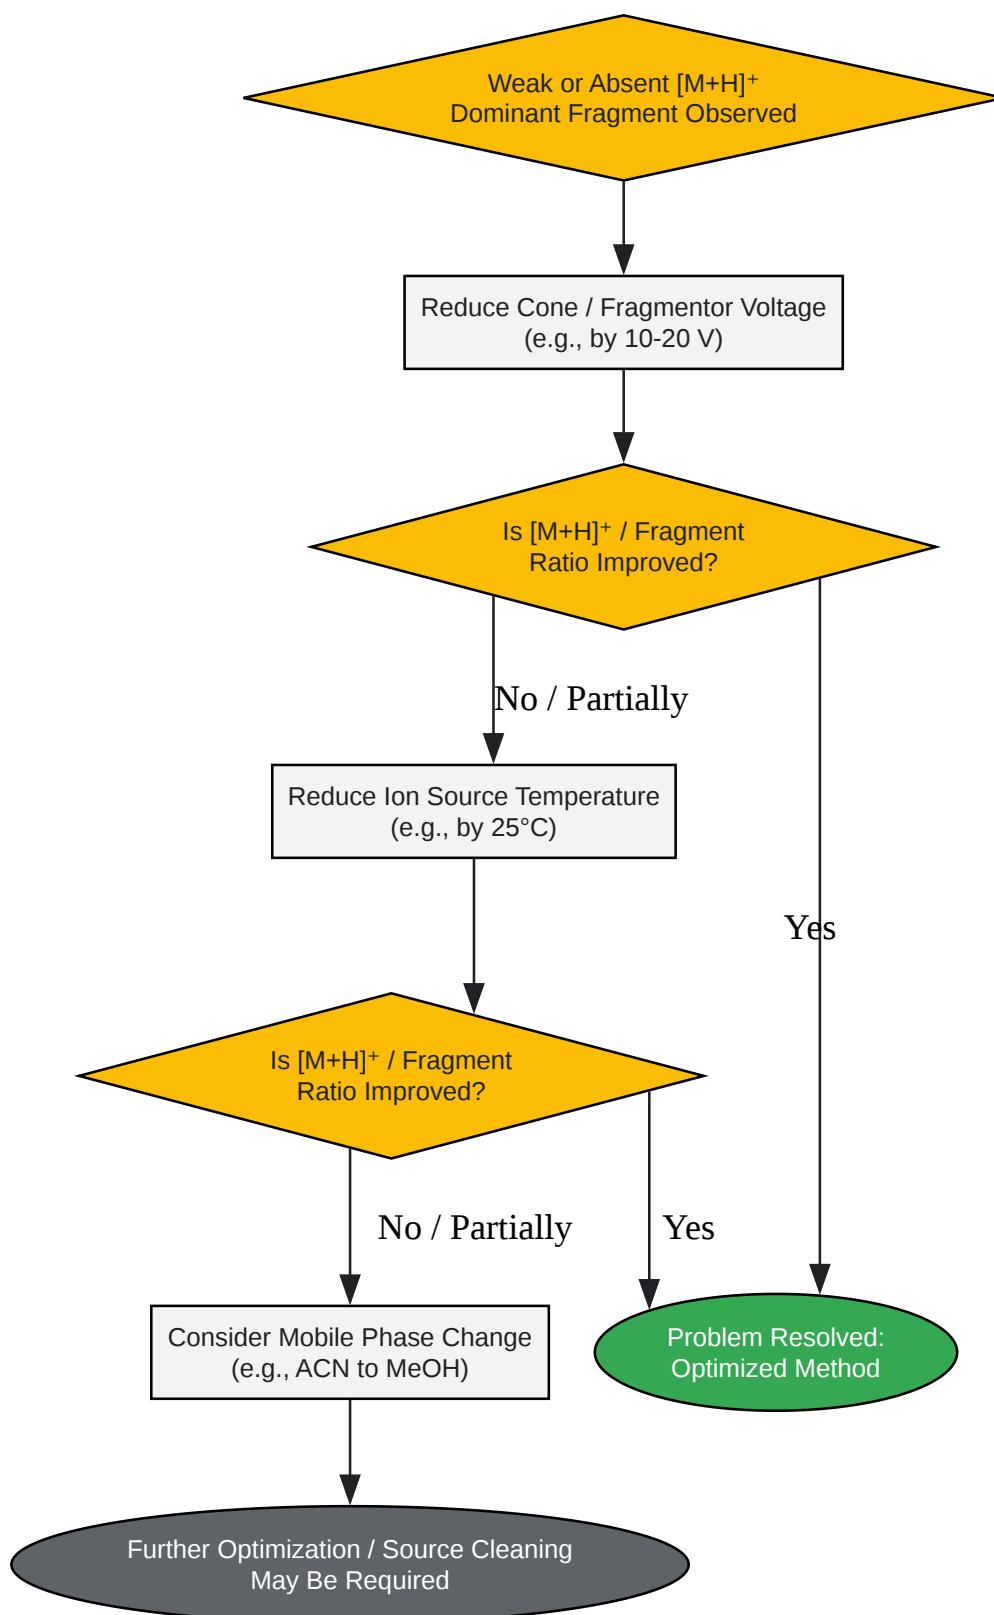 Weak or Absent [M+H]⁺
Dominant Fragment Observed
Reduce Cone / Fragmentor Voltage
(e.g., by 10-20 V)
Is [M+H]⁺ / Fragment
Ratio Improved?
No / Partially
Reduce Ion Source Temperature
(e.g., by 25°C)
Yes
Is [M+H]⁺ / Fragment
Ratio Improved?
No / Partially
Yes
Consider Mobile Phase Change
(e.g., ACN to MeOH)
Problem Resolved:
Optimized Method
Further Optimization / Source Cleaning
May Be Required